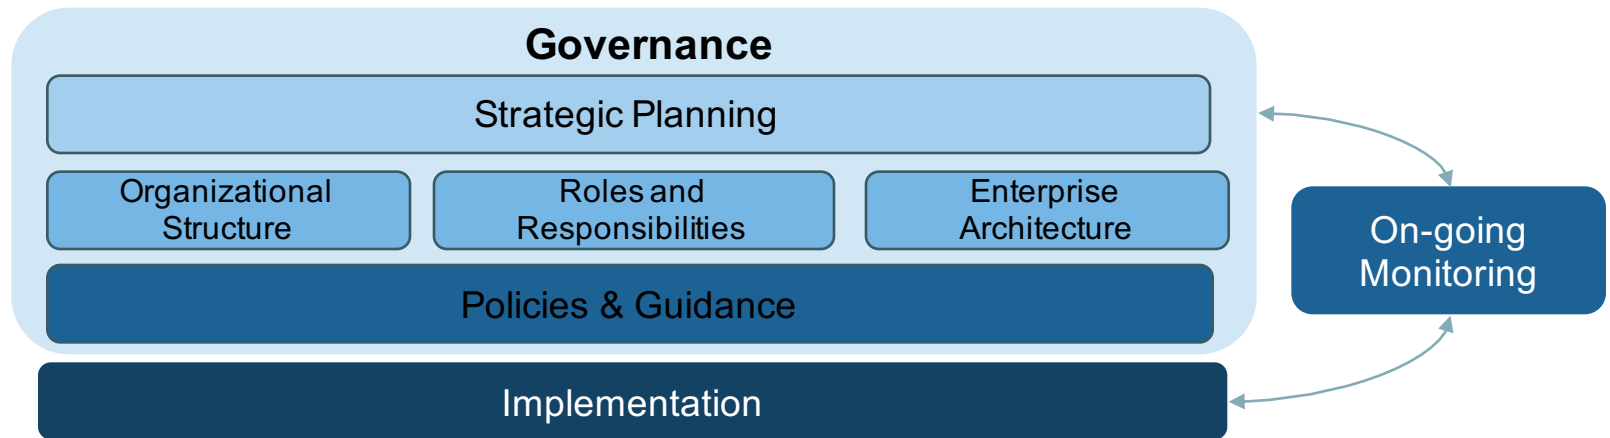 Governance
Strategic Planning
Organizational
Structure
Roles and
Responsibilities
Enterprise
Architecture
Policies & Guidance
Implementation
On-going
Monitoring